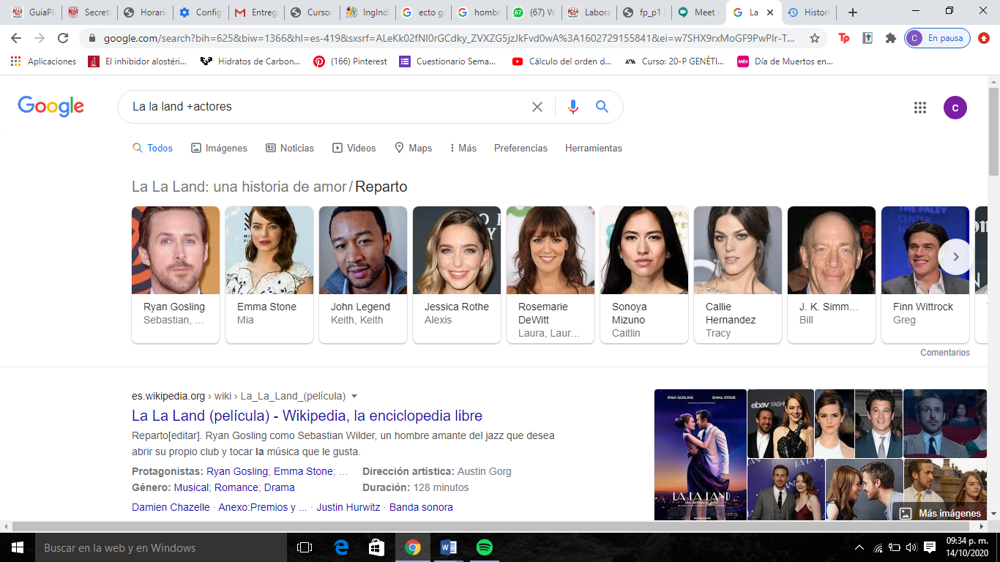 GuiaPl
Secreta
Horario
Config
Entreg
Curso:
IngIndi
ecto g
hombr
(67) W
Labora
fp_p1 (
Meet -
La
Histori
google.com/search?bih=625&biw=1366&hl=es-419&sxsrf=ALeKk02fNI0rGCdky_ZVXZG5jzJkFvd0wA%3A1602729155841&ei=w7SHX9rxMoGF9PwPlr-T...
En pausa
Aplicaciones
El inhibidor alostéri...
Hidratos de Carbon...
(166) Pinterest
Cuestionario Sema...
Cálculo del orden d...
Curso: 20-P GENÉTI...
Día de Muertos en...
Google
La la land +actores
C
Todos
Imágenes
Noticias
Videos
Maps
Más
Preferencias
Herramientas
La La Land: una historia de amor/Reparto
Ryan Gosling
Sebastian, ...
Emma Stone
Mia
John Legend
Keith, Keith
Jessica Rothe
Alexis
Rosemarie
DeWitt
Laura, Laur...
Sonoya
Mizuno
Caitlin
Callie
Hernandez
Tracy
J. K. Simm...
Bill
Finn Wittrock
Greg
Comentarios
es.wikipedia.org › wiki › La_La_Land_(película)
La La Land (película) - Wikipedia, la enciclopedia libre
Reparto[editar]. Ryan Gosling como Sebastian Wilder, un hombre amante del jazz que desea
abrir su propio club y tocar la música que le gusta.
Protagonistas: Ryan Gosling; Emma Stone; ...
Dirección artística: Austin Gorg
Género: Musical; Romance; Drama
Duración: 128 minutos
Damien Chazelle · Anexo:Premios y ... · Justin Hurwitz · Banda sonora
RYAN GOSLING EMMA STONE
LA LA LAND
ebay FASH
Más imágenes
Buscar en la web y en Windows
09:34 p. m.
14/10/2020